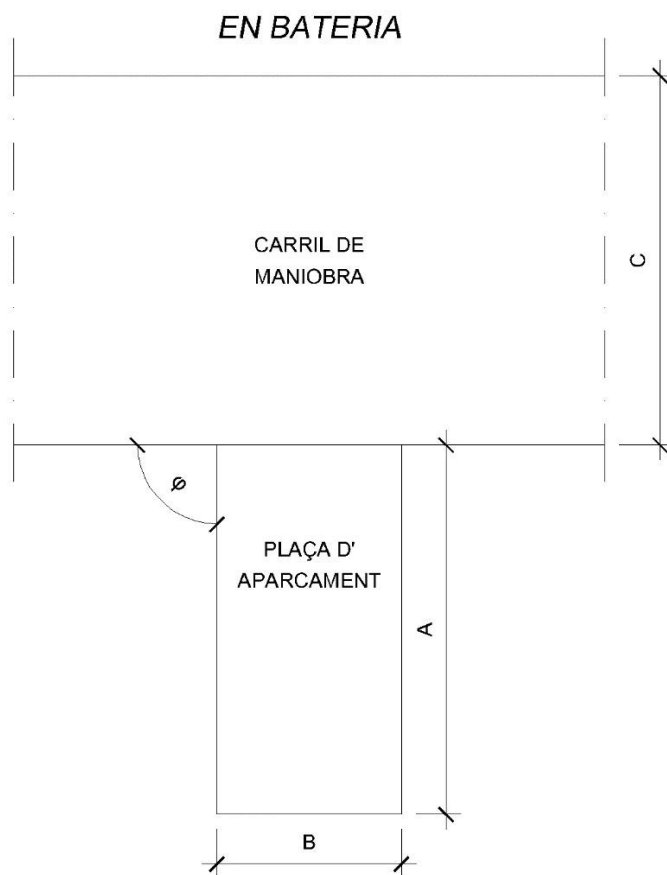 EN BATERIA
CARRIL DE
MANIOBRA
C
φ
PLAÇA D'
APARCAMENT
A
B